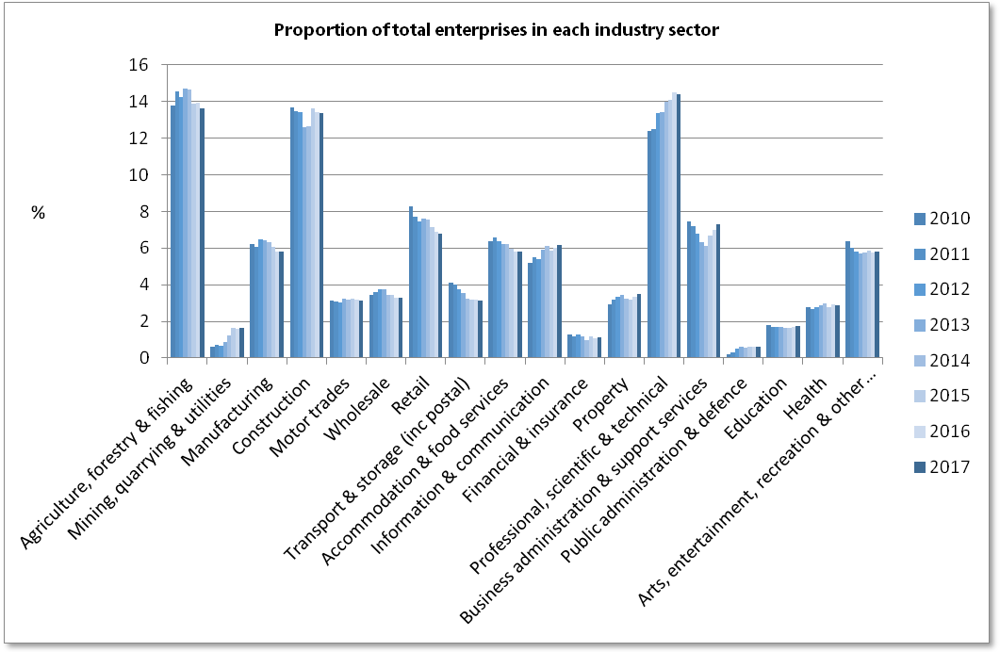 Proportion of total enterprises in each industry sector
16
14
12
10
8
6
4
2
0
%
Agriculture, forestry & fishing
Mining, quarrying & utilities
Manufacturing
Construction
Motor trades
Wholesale
Retail
Transport & storage (inc postal)
Accommodation & food services
Information & communication
Financial & insurance
Property
Professional, scientific & technical
Business administration & support services
Public administration & defence
Education
Health
Arts, entertainment, recreation & other...
2010
2011
2012
2013
2014
2015
2016
2017